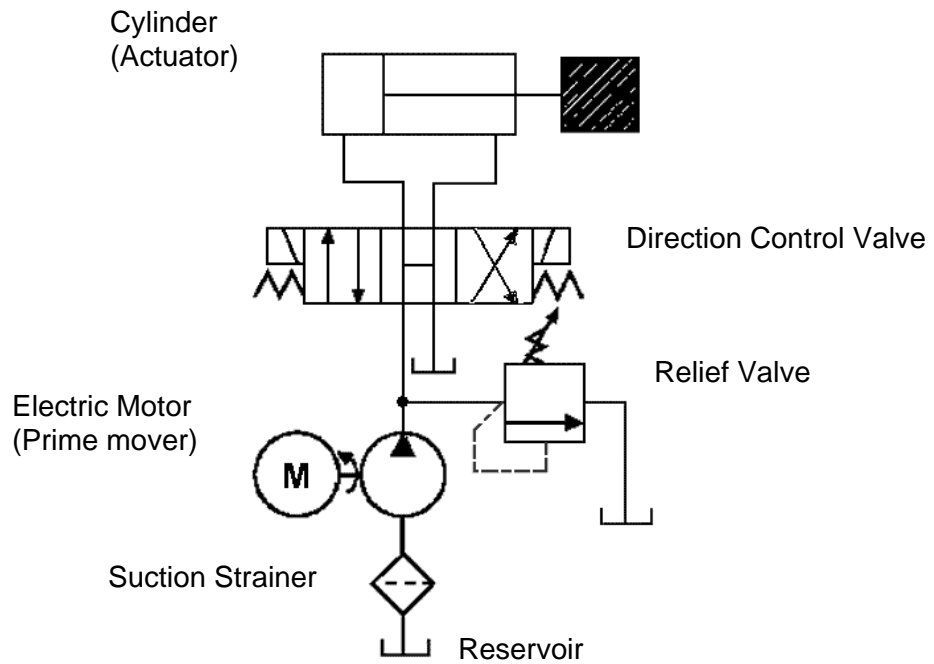 Cylinder
(Actuator)
Direction Control Valve
Relief Valve
Electric Motor
(Prime mover)
M
Suction Strainer
Reservoir